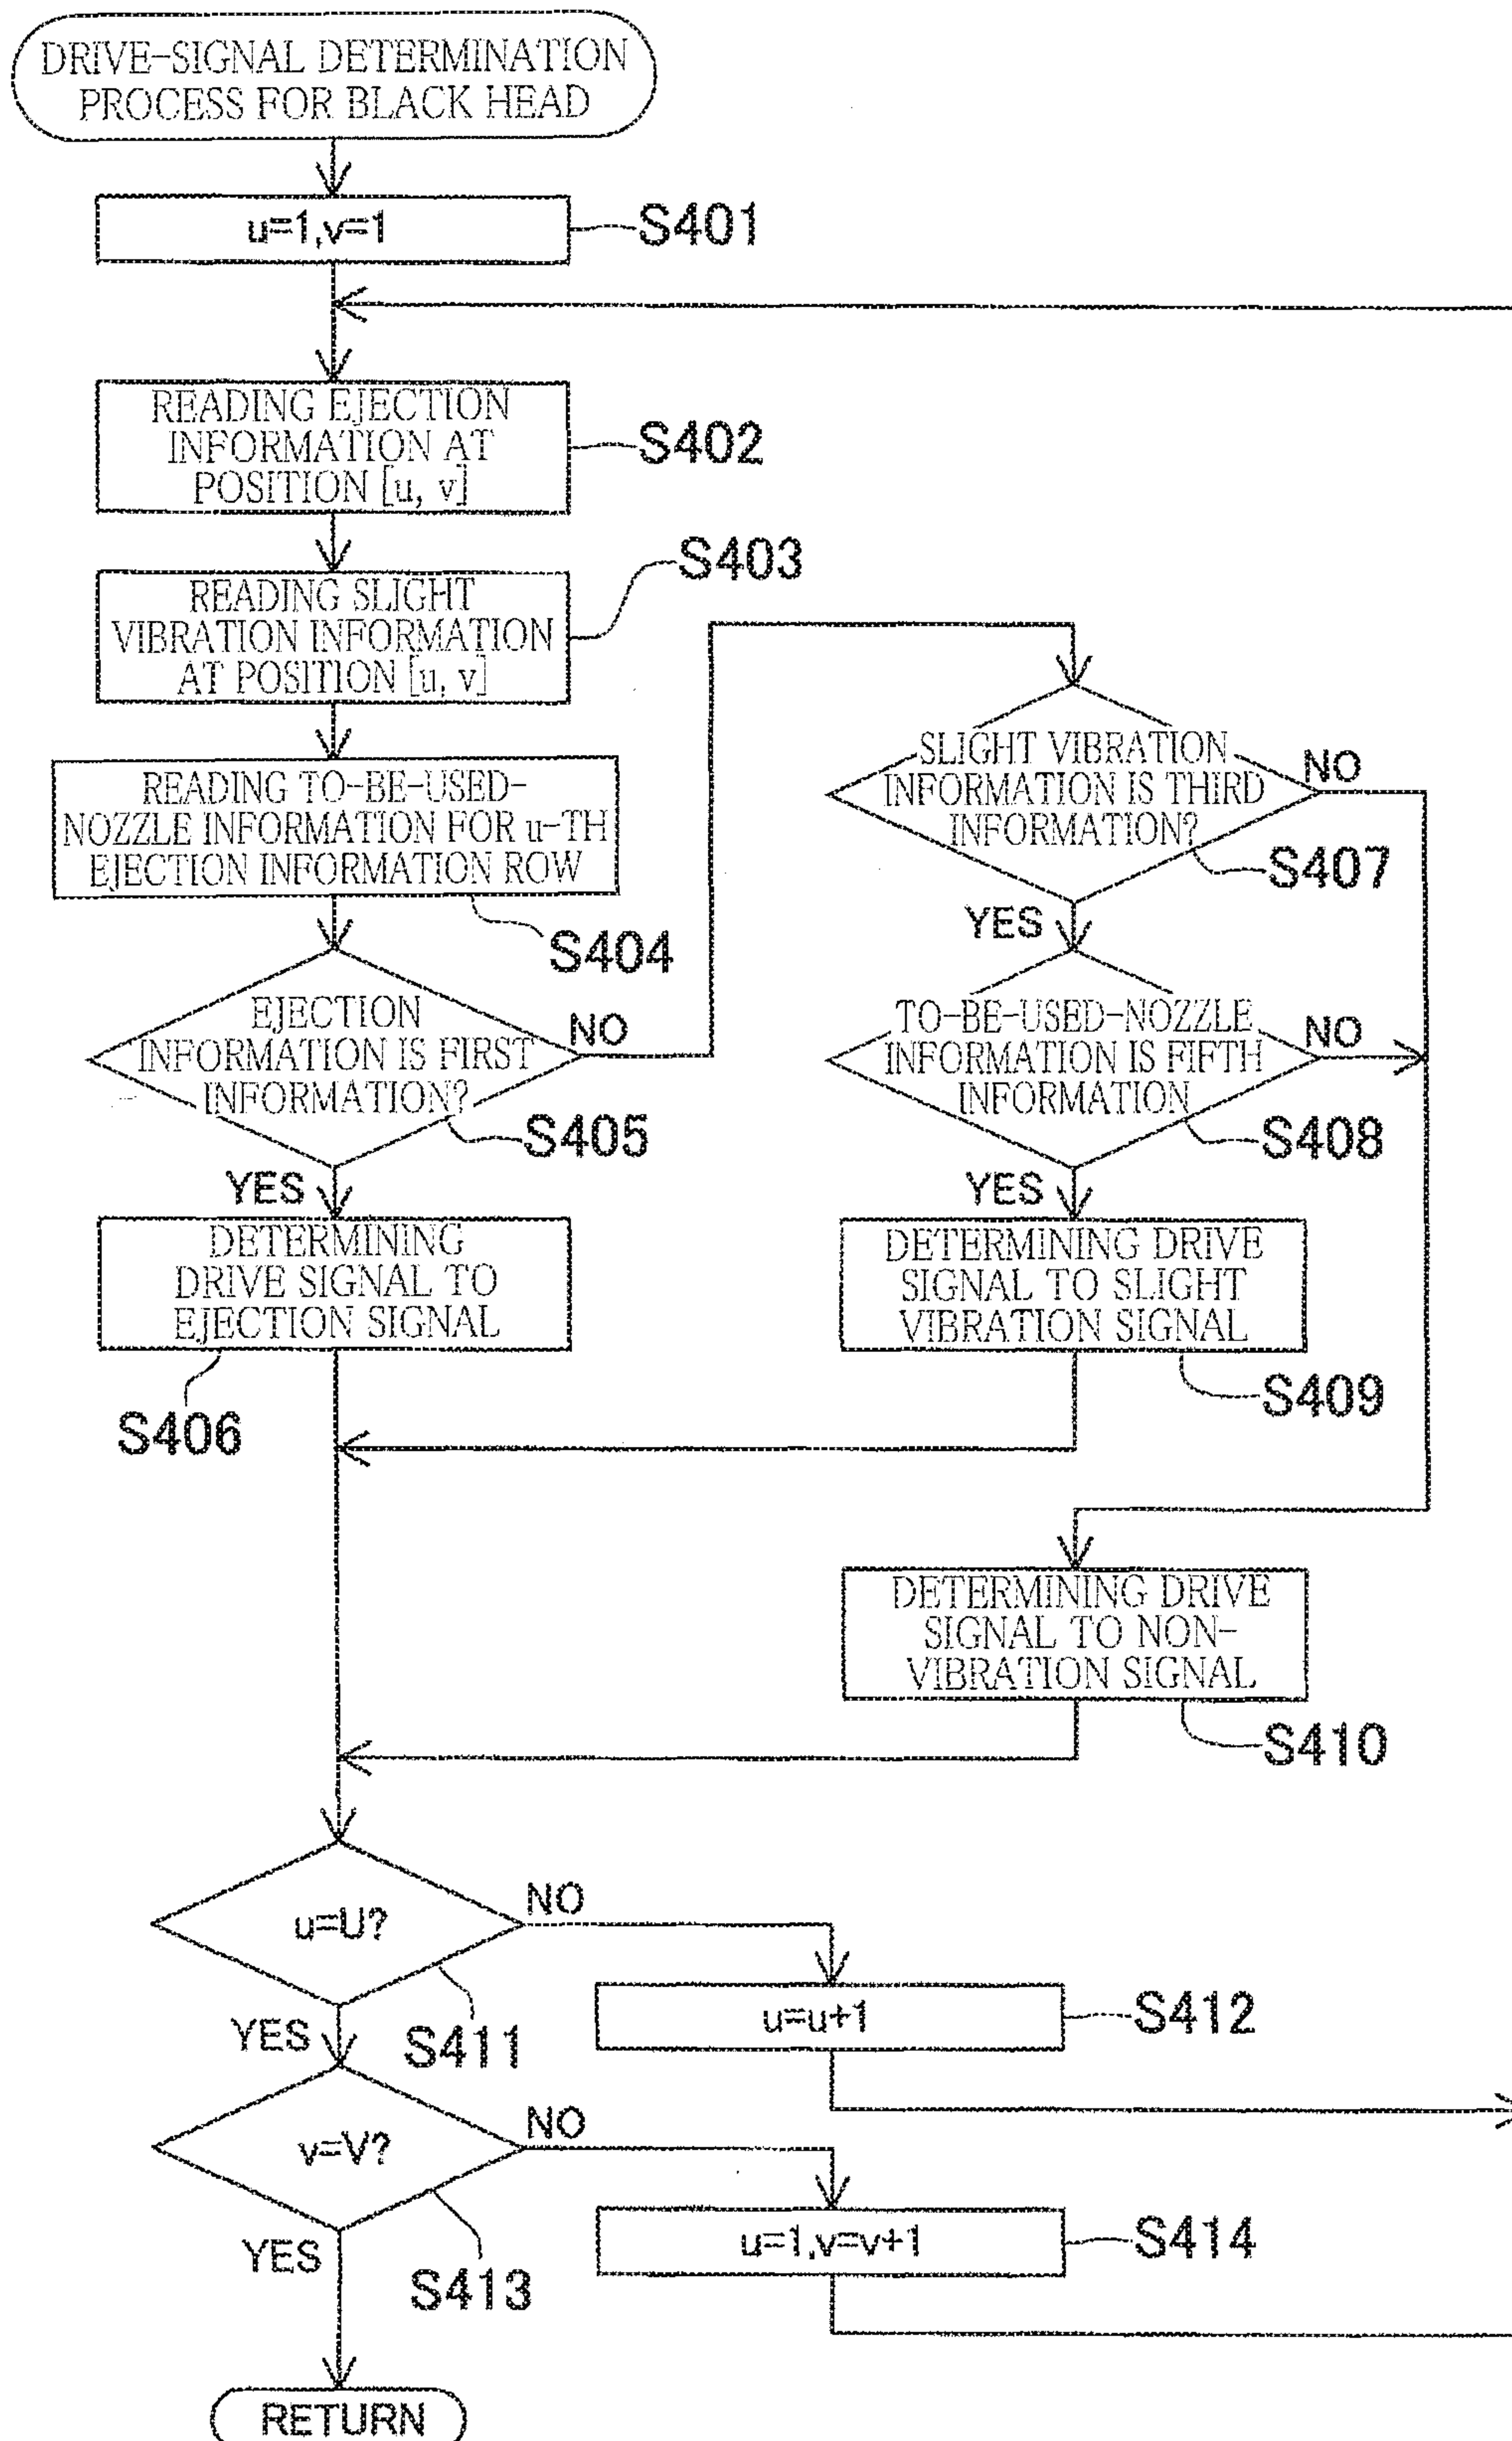 DRIVE-SIGNAL DETERMINATION
PROCESS FOR BLACK HEAD
u=1,v=1
S401
READING EJECTION
INFORMATION AT
POSITION [u, v]
S402
READING SLIGHT
VIBRATION INFORMATION
AT POSITION [u, v]
S403
READING TO-BE-USED-
NOZZLE INFORMATION FOR u-TH
EJECTION INFORMATION ROW
S404
EJECTION
INFORMATION IS FIRST
INFORMATION?
NO
S405
YES
DETERMINING
DRIVE SIGNAL TO
EJECTION SIGNAL
S406
SLIGHT VIBRATION
INFORMATION IS THIRD
INFORMATION?
NO
S407
YES
TO-BE-USED-NOZZLE
INFORMATION IS FIFTH
INFORMATION
NO
S408
YES
DETERMINING DRIVE
SIGNAL TO SLIGHT
VIBRATION SIGNAL
S409
DETERMINING DRIVE
SIGNAL TO NON-
VIBRATION SIGNAL
S410
u=U?
NO
S411
YES
u=u+1
S412
v=V?
NO
S413
YES
u=1,v=v+1
S414
RETURN